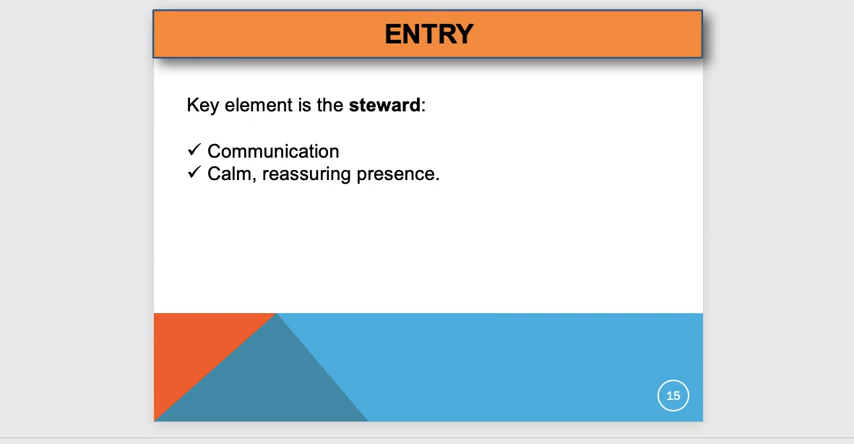 ENTRY
Key element is the steward:
✓ Communication
✓ Calm, reassuring presence.
15